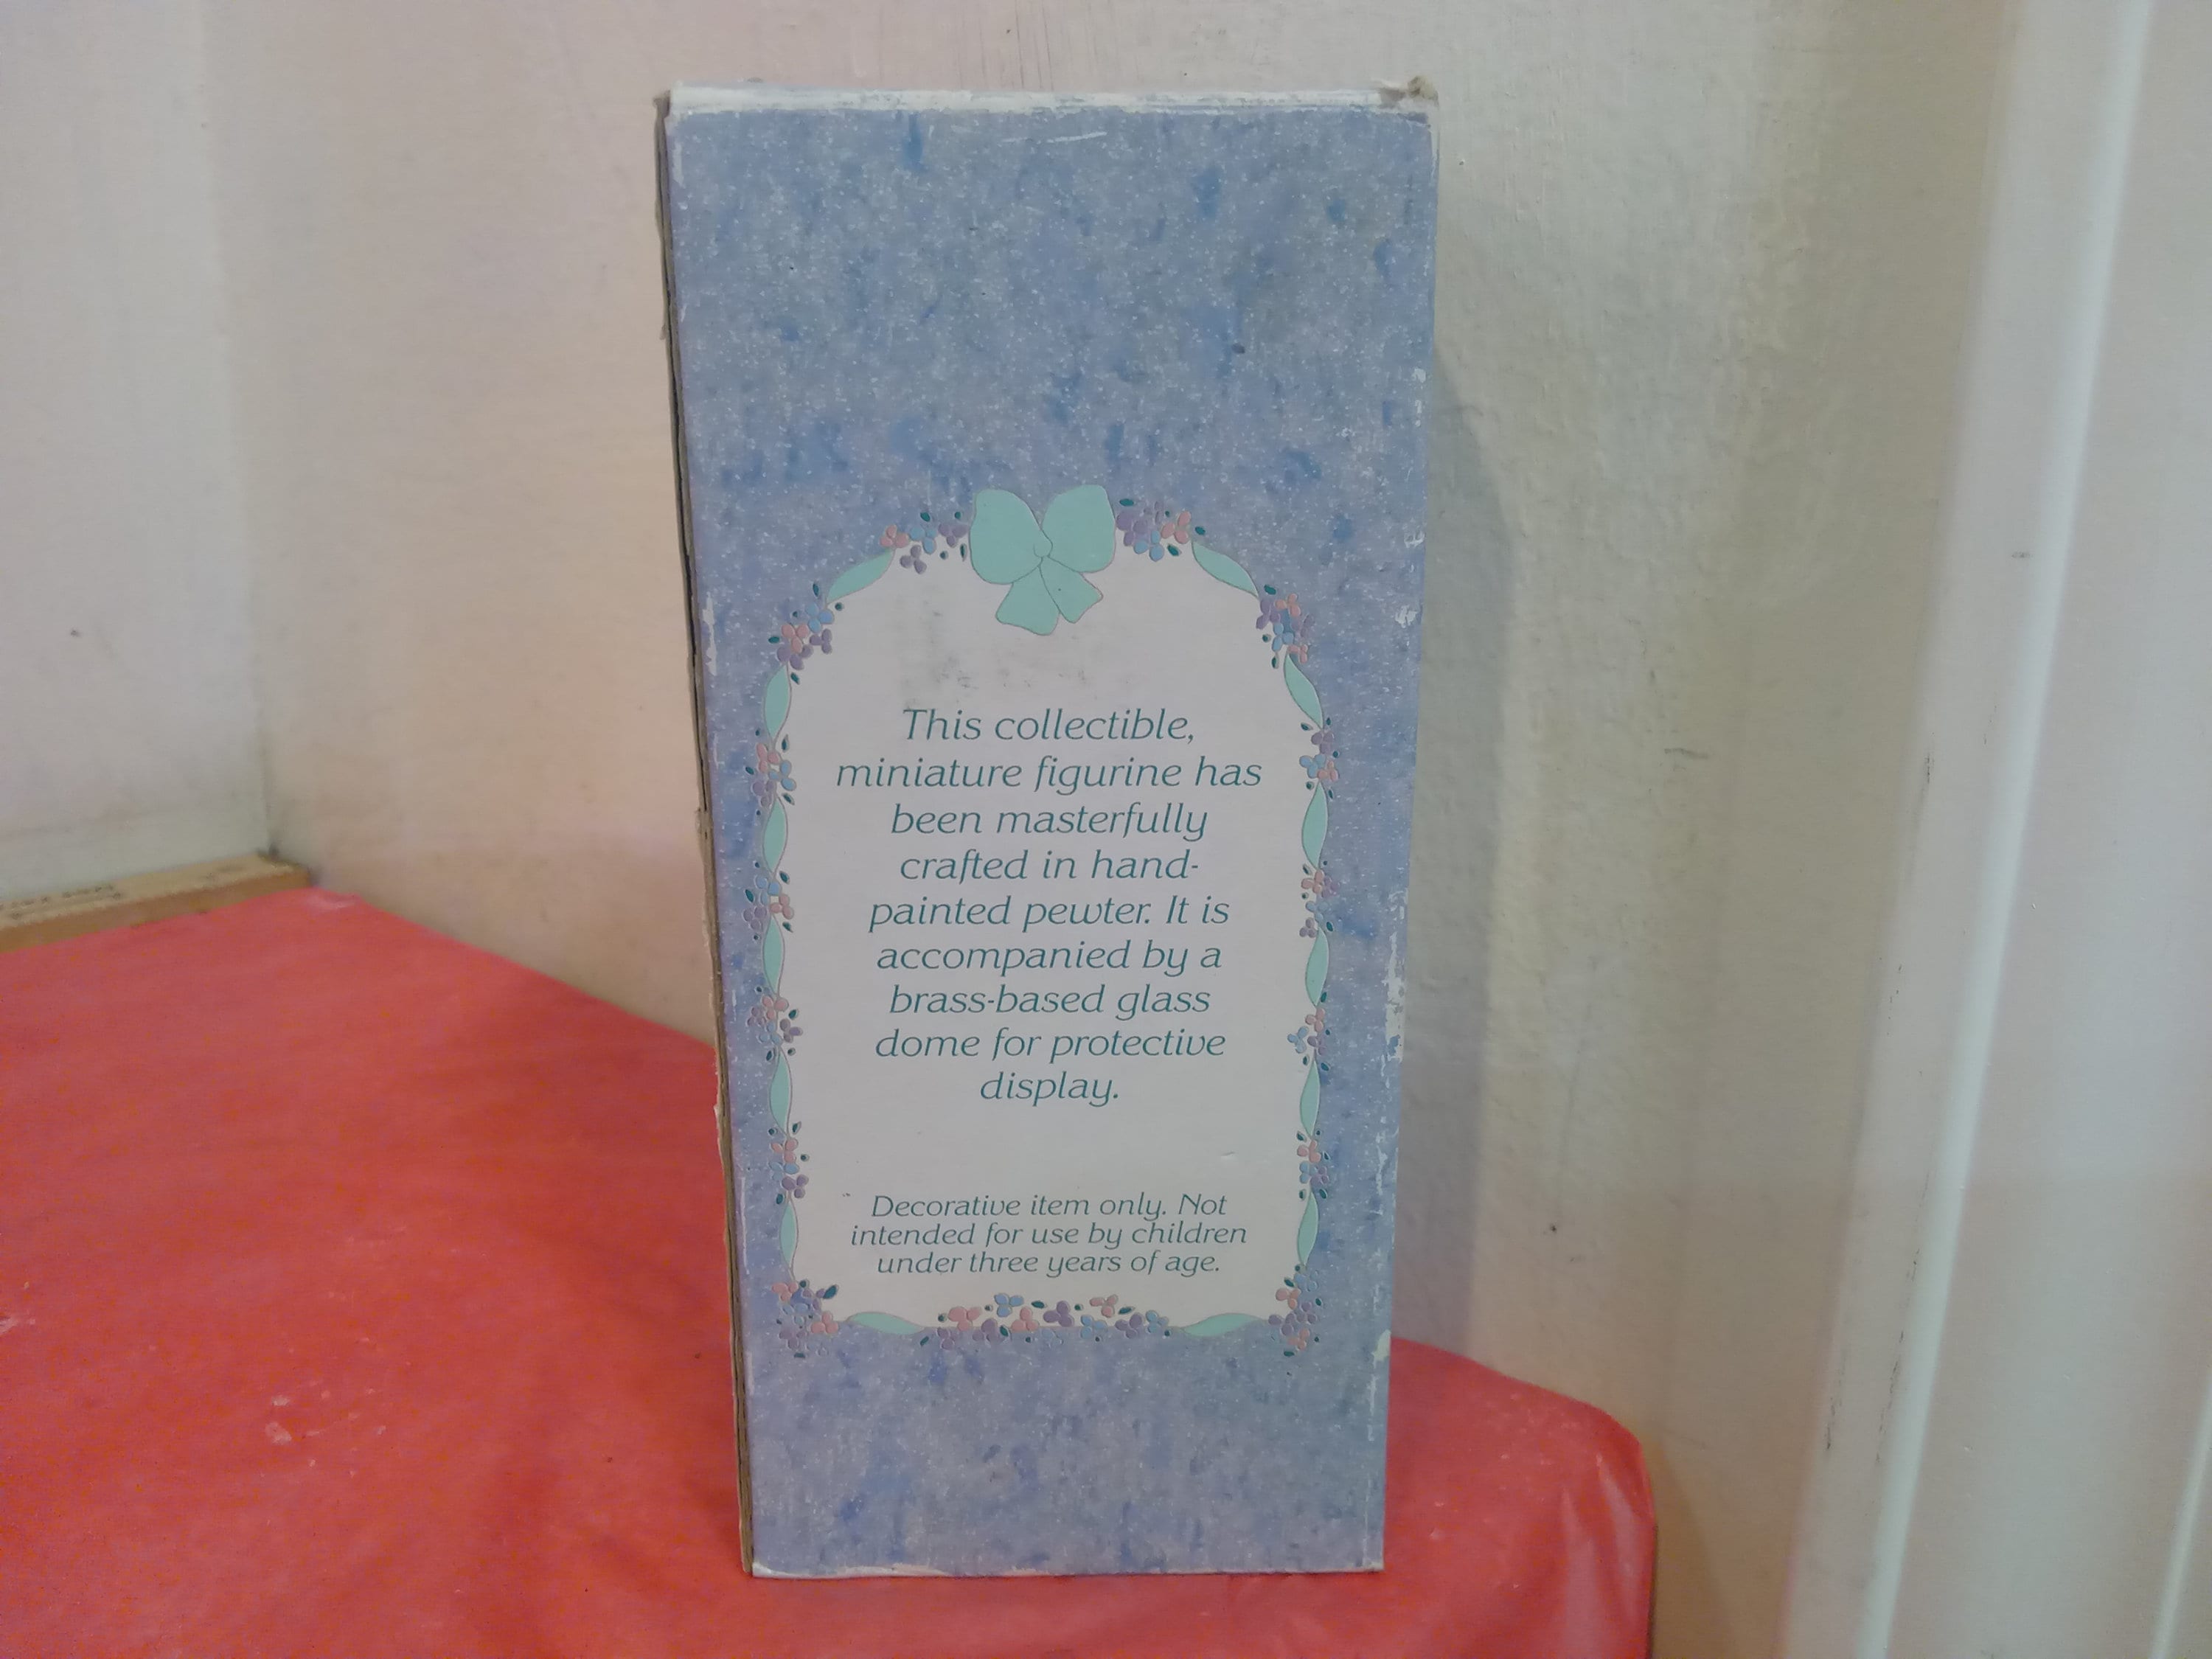 This collectible,
miniature figurine has
been masterfully
crafted in hand-
painted pewter. It is
accompanied by a
brass-based glass
dome for protective
display.
Decorative item only. Not
intended for use by children
under three years of age.